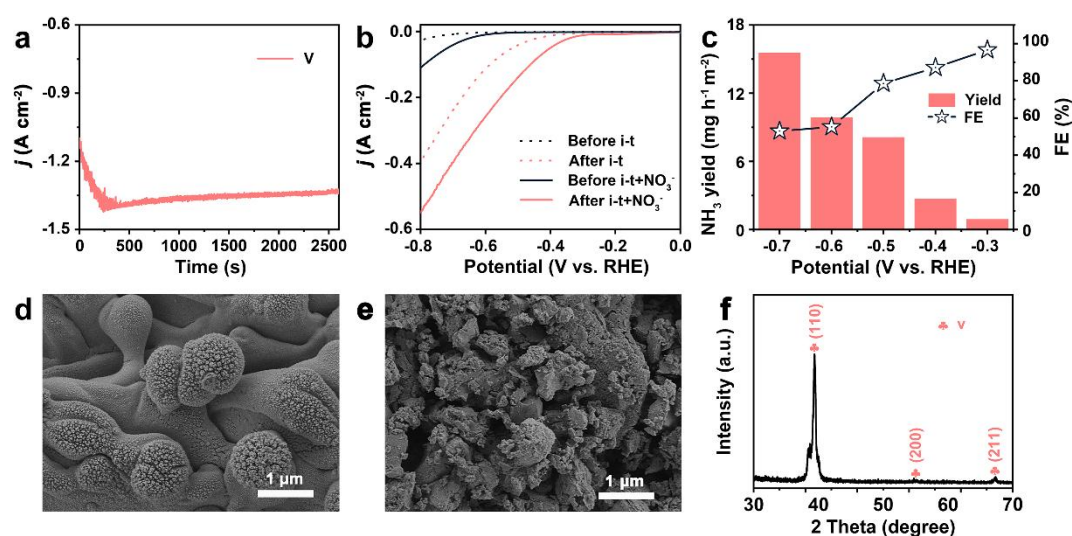 a
V
j (A cm⁻²)
-0.6
-0.9
-1.2
-1.5
0
500
1000
1500
2000
2500
Time (s)
b
j (A cm⁻²)
0.0
-0.2
-0.4
-0.6
Before i-t
After i-t
Before i-t+NO₃⁻
After i-t+NO₃⁻
-0.8
-0.6
-0.4
-0.2
0.0
Potential (V vs. RHE)
c
NH₃ yield (mg h⁻¹ m⁻²)
18
15
12
9
6
3
0
Yield
FE
100
80
60
40
20
0
FE (%)
-0.7
-0.6
-0.5
-0.4
-0.3
Potential (V vs. RHE)
d
1 μm
e
1 μm
f
Intensity (a.u.)
♣ (110)
♣ V
♣ (200)
♣ (211)
30
40
50
60
70
2 Theta (degree)